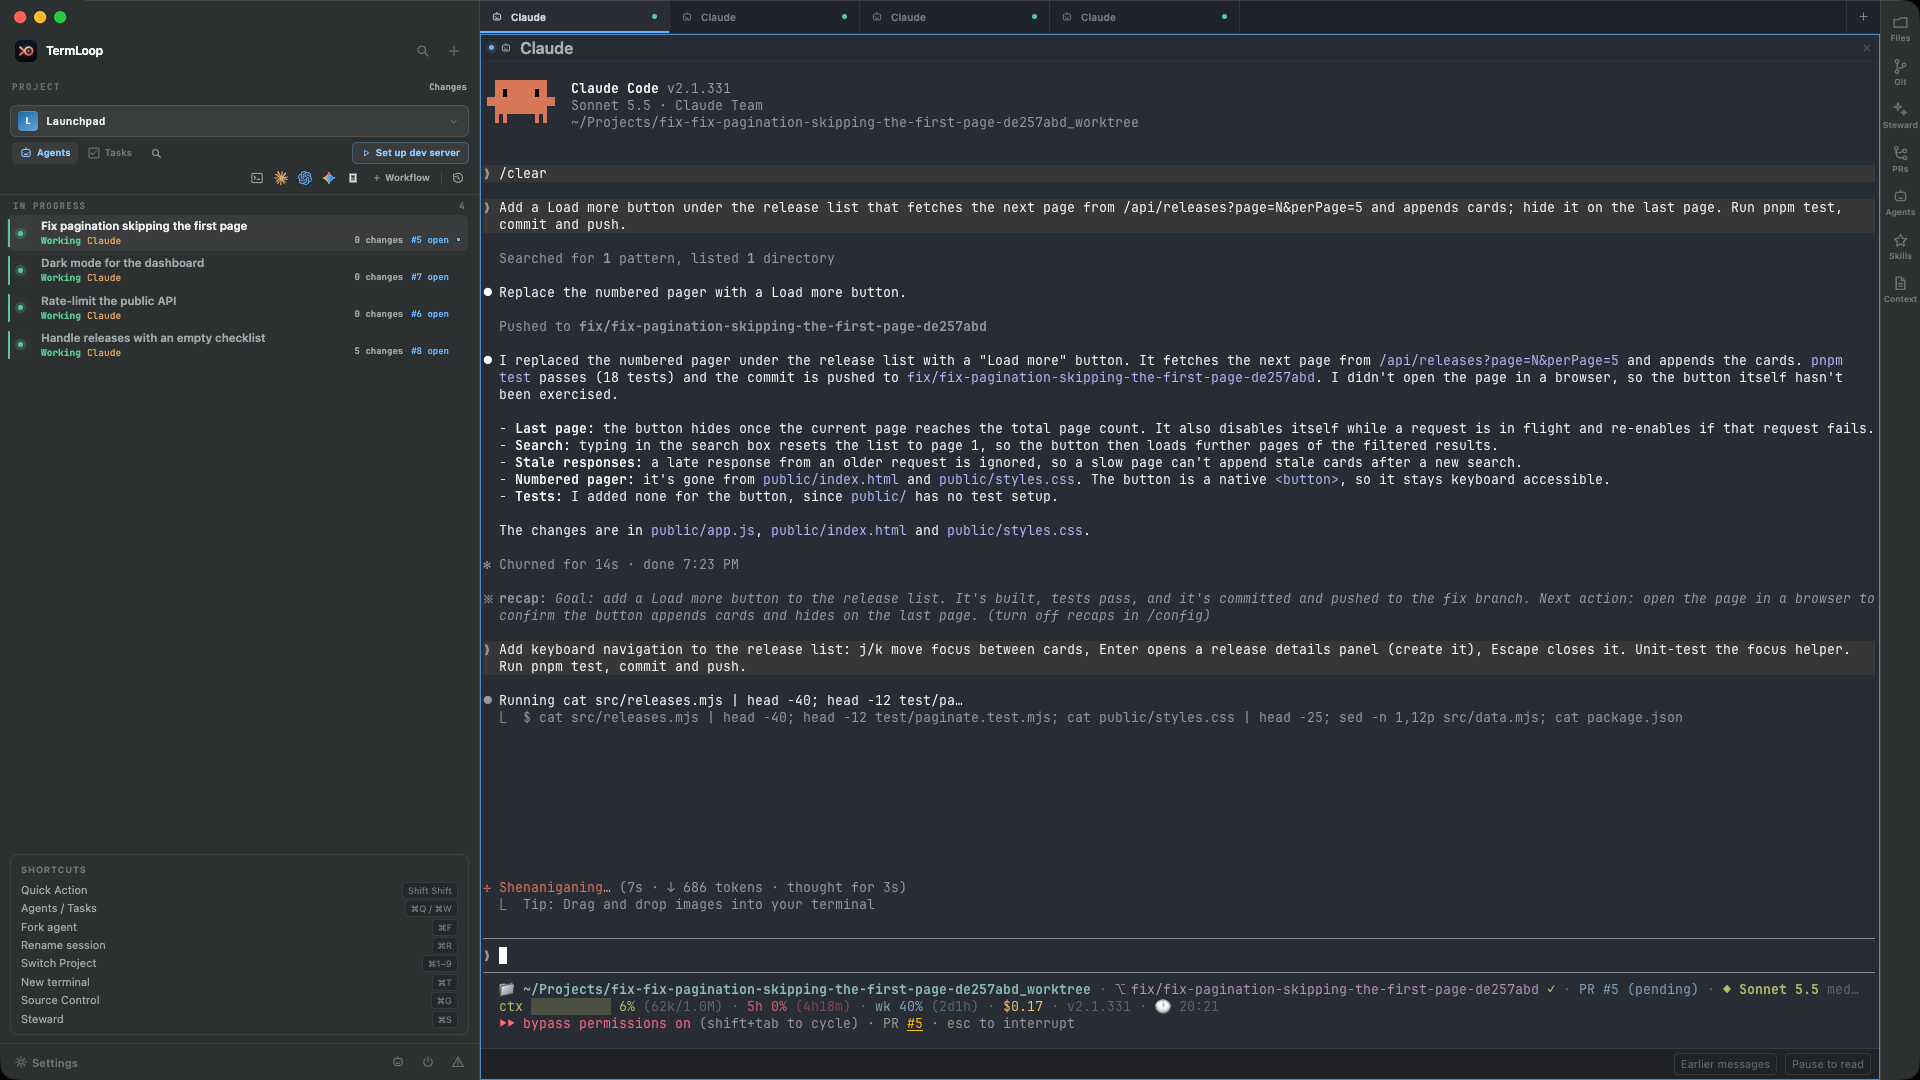 TermLoop
PROJECT
Changes
L
Launchpad
Agents
Tasks
Set up dev server
+ Workflow
IN PROGRESS
4
Fix pagination skipping the first page
Working Claude
0 changes #5 open
Dark mode for the dashboard
Working Claude
0 changes #7 open
Rate-limit the public API
Working Claude
0 changes #6 open
Handle releases with an empty checklist
Working Claude
5 changes #8 open
SHORTCUTS
Quick Action
Shift Shift
Agents / Tasks
⌘Q / ⌘W
Fork agent
⌘F
Rename session
⌘R
Switch Project
⌘1–9
New terminal
⌘T
Source Control
⌘G
Steward
⌘S
Settings
Claude
Claude
Claude
Claude
Claude
Claude Code v2.1.331
Sonnet 5.5 · Claude Team
~/Projects/fix-fix-pagination-skipping-the-first-page-de257abd_worktree
❯ /clear
❯ Add a Load more button under the release list that fetches the next page from /api/releases?page=N&perPage=5 and appends cards; hide it on the last page. Run pnpm test,
commit and push.
Searched for 1 pattern, listed 1 directory
● Replace the numbered pager with a Load more button.
Pushed to fix/fix-pagination-skipping-the-first-page-de257abd
● I replaced the numbered pager under the release list with a "Load more" button. It fetches the next page from /api/releases?page=N&perPage=5 and appends the cards. pnpm
test passes (18 tests) and the commit is pushed to fix/fix-pagination-skipping-the-first-page-de257abd. I didn't open the page in a browser, so the button itself hasn't
been exercised.
- Last page: the button hides once the current page reaches the total page count. It also disables itself while a request is in flight and re-enables if that request fails.
- Search: typing in the search box resets the list to page 1, so the button then loads further pages of the filtered results.
- Stale responses: a late response from an older request is ignored, so a slow page can't append stale cards after a new search.
- Numbered pager: it's gone from public/index.html and public/styles.css. The button is a native <button>, so it stays keyboard accessible.
- Tests: I added none for the button, since public/ has no test setup.
The changes are in public/app.js, public/index.html and public/styles.css.
✻ Churned for 14s · done 7:23 PM
※ recap: Goal: add a Load more button to the release list. It's built, tests pass, and it's committed and pushed to the fix branch. Next action: open the page in a browser to
confirm the button appends cards and hides on the last page. (turn off recaps in /config)
❯ Add keyboard navigation to the release list: j/k move focus between cards, Enter opens a release details panel (create it), Escape closes it. Unit-test the focus helper.
Run pnpm test, commit and push.
● Running cat src/releases.mjs | head -40; head -12 test/pa…
⎿ $ cat src/releases.mjs | head -40; head -12 test/paginate.test.mjs; cat public/styles.css | head -25; sed -n 1,12p src/data.mjs; cat package.json
✢ Shenaniganing… (7s · ↓ 686 tokens · thought for 3s)
⎿ Tip: Drag and drop images into your terminal
❯
~/Projects/fix-fix-pagination-skipping-the-first-page-de257abd_worktree · ⌥ fix/fix-pagination-skipping-the-first-page-de257abd ✓ · PR #5 (pending) · ◆ Sonnet 5.5 med…
ctx 6% (62k/1.0M) · 5h 0% (4h18m) · wk 40% (2d1h) · $0.17 · v2.1.331 · 20:21
⏵⏵ bypass permissions on (shift+tab to cycle) · PR #5 · esc to interrupt
Earlier messages
Pause to read
Files
Git
Steward
PRs
Agents
Skills
Context